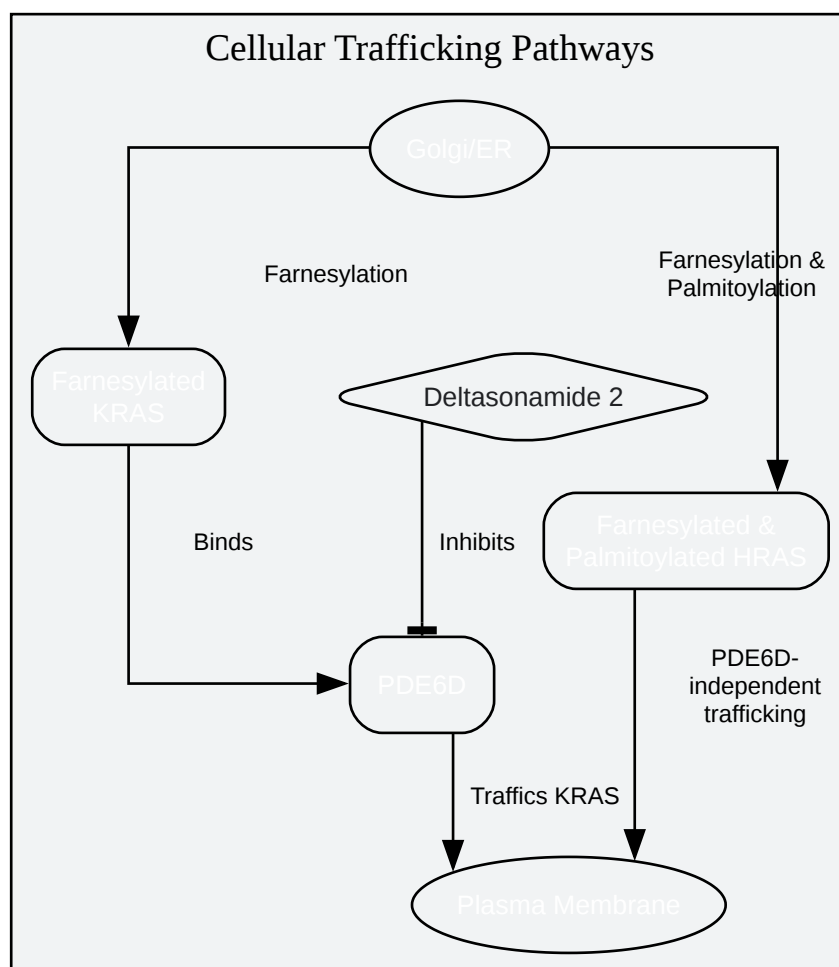 Cellular Trafficking Pathways
Golgi/ER
Farnesylation
Farnesylation &
Palmitoylation
Farnesylated
KRAS
Deltasonamide 2
Binds
Inhibits
Farnesylated &
Palmitoylated HRAS
PDE6D
PDE6D-
independent
trafficking
Traffics KRAS
Plasma Membrane